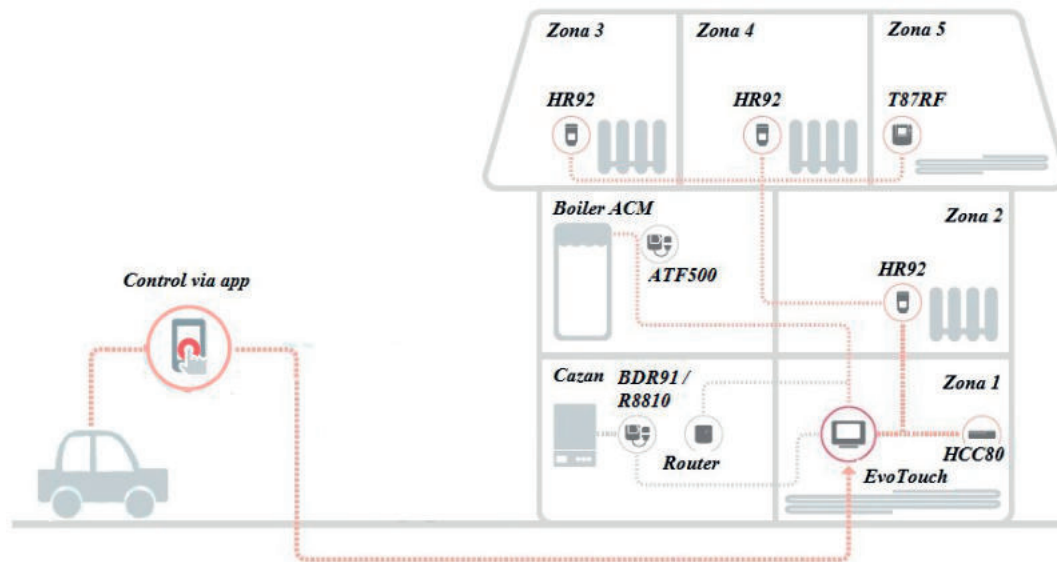 Zona 3
Zona 4
Zona 5
HR92
HR92
T87RF
Boiler ACM
Zona 2
ATF500
HR92
Control via app
Cazan
BDR91 /
R8810
Zona 1
Router
HCC80
EvoTouch